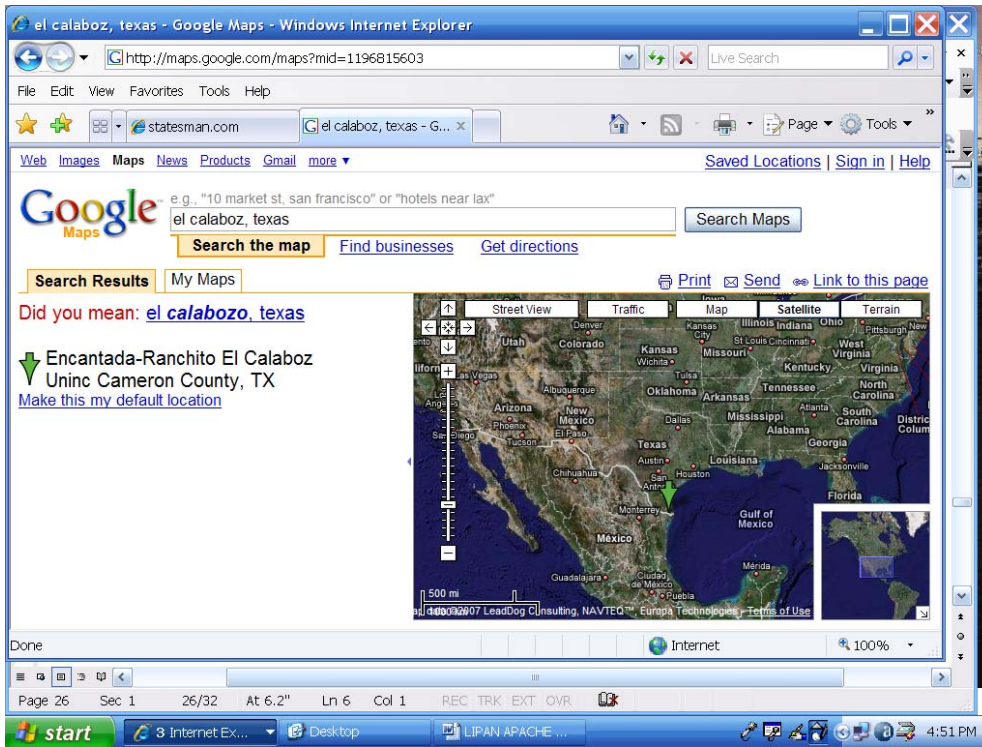 el calaboz, texas - Google Maps - Windows Internet Explorer
http://maps.google.com/maps?mid=1196815603
Live Search
File Edit View Favorites Tools Help
statesman.com
el calaboz, texas - G...
Page
Tools
Web Images Maps News Products Gmail more
Saved Locations | Sign in | Help
Google Maps
e.g., "10 market st, san francisco" or "hotels near lax"
el calaboz, texas
Search Maps
Search the map Find businesses Get directions
Search Results My Maps
Print Send Link to this page
Did you mean: el calabozo, texas
Encantada-Ranchito El Calaboz
Uninc Cameron County, TX
Make this my default location
Street View Traffic Map Satellite Terrain
Iowa
Denver
Kansas City
Illinois Indiana Ohio
Pittsburgh New
Utah
Colorado
Kansas
Missouri
St Louis Cincinnati
West Virginia
Wichita
Kentucky
Virginia
Las Vegas
Tulsa
Albuquerque
Oklahoma
Arkansas
Tennessee
North Carolina
Arizona
New Mexico
Dallas
Mississippi
Atlanta
South Carolina
Distric
Colum
Phoenix
El Paso
Alabama
San Diego
Tucson
Georgia
Texas
Austin
Louisiana
Jacksonville
Chihuahua
San
Houston
Florida
Monterrey
Gulf of Mexico
México
Mérida
Guadalajara
Ciudad de México
Puebla
500 mi
©2007 LeadDog Consulting, NAVTEQ™, Europa Technologies - Terms of Use
Done
Internet
100%
Page 26 Sec 1 26/32 At 6.2" Ln 6 Col 1 REC TRK EXT OVR
start
3 Internet Ex...
Desktop
LIPAN APACHE ...
4:51 PM